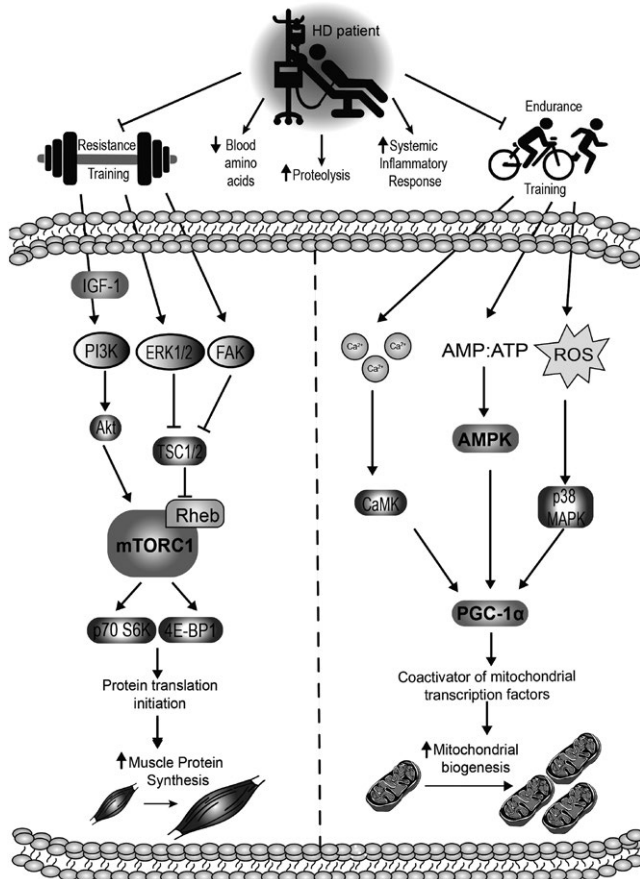 HD patient
Resistance
Training
Blood
amino
acids
Proteolysis
Systemic
Inflammatory
Response
Endurance
Training
IGF-1
PI3K
ERK1/2
FAK
Akt
TSC1/2
Rheb
mTORC1
p70 S6K
4E-BP1
Protein translation
initiation
Muscle Protein
Synthesis
Ca²⁺
Ca²⁺
Ca²⁺
AMP:ATP
ROS
AMPK
CaMK
p38
MAPK
PGC-1α
Coactivator of mitochondrial
transcription factors
Mitochondrial
biogenesis